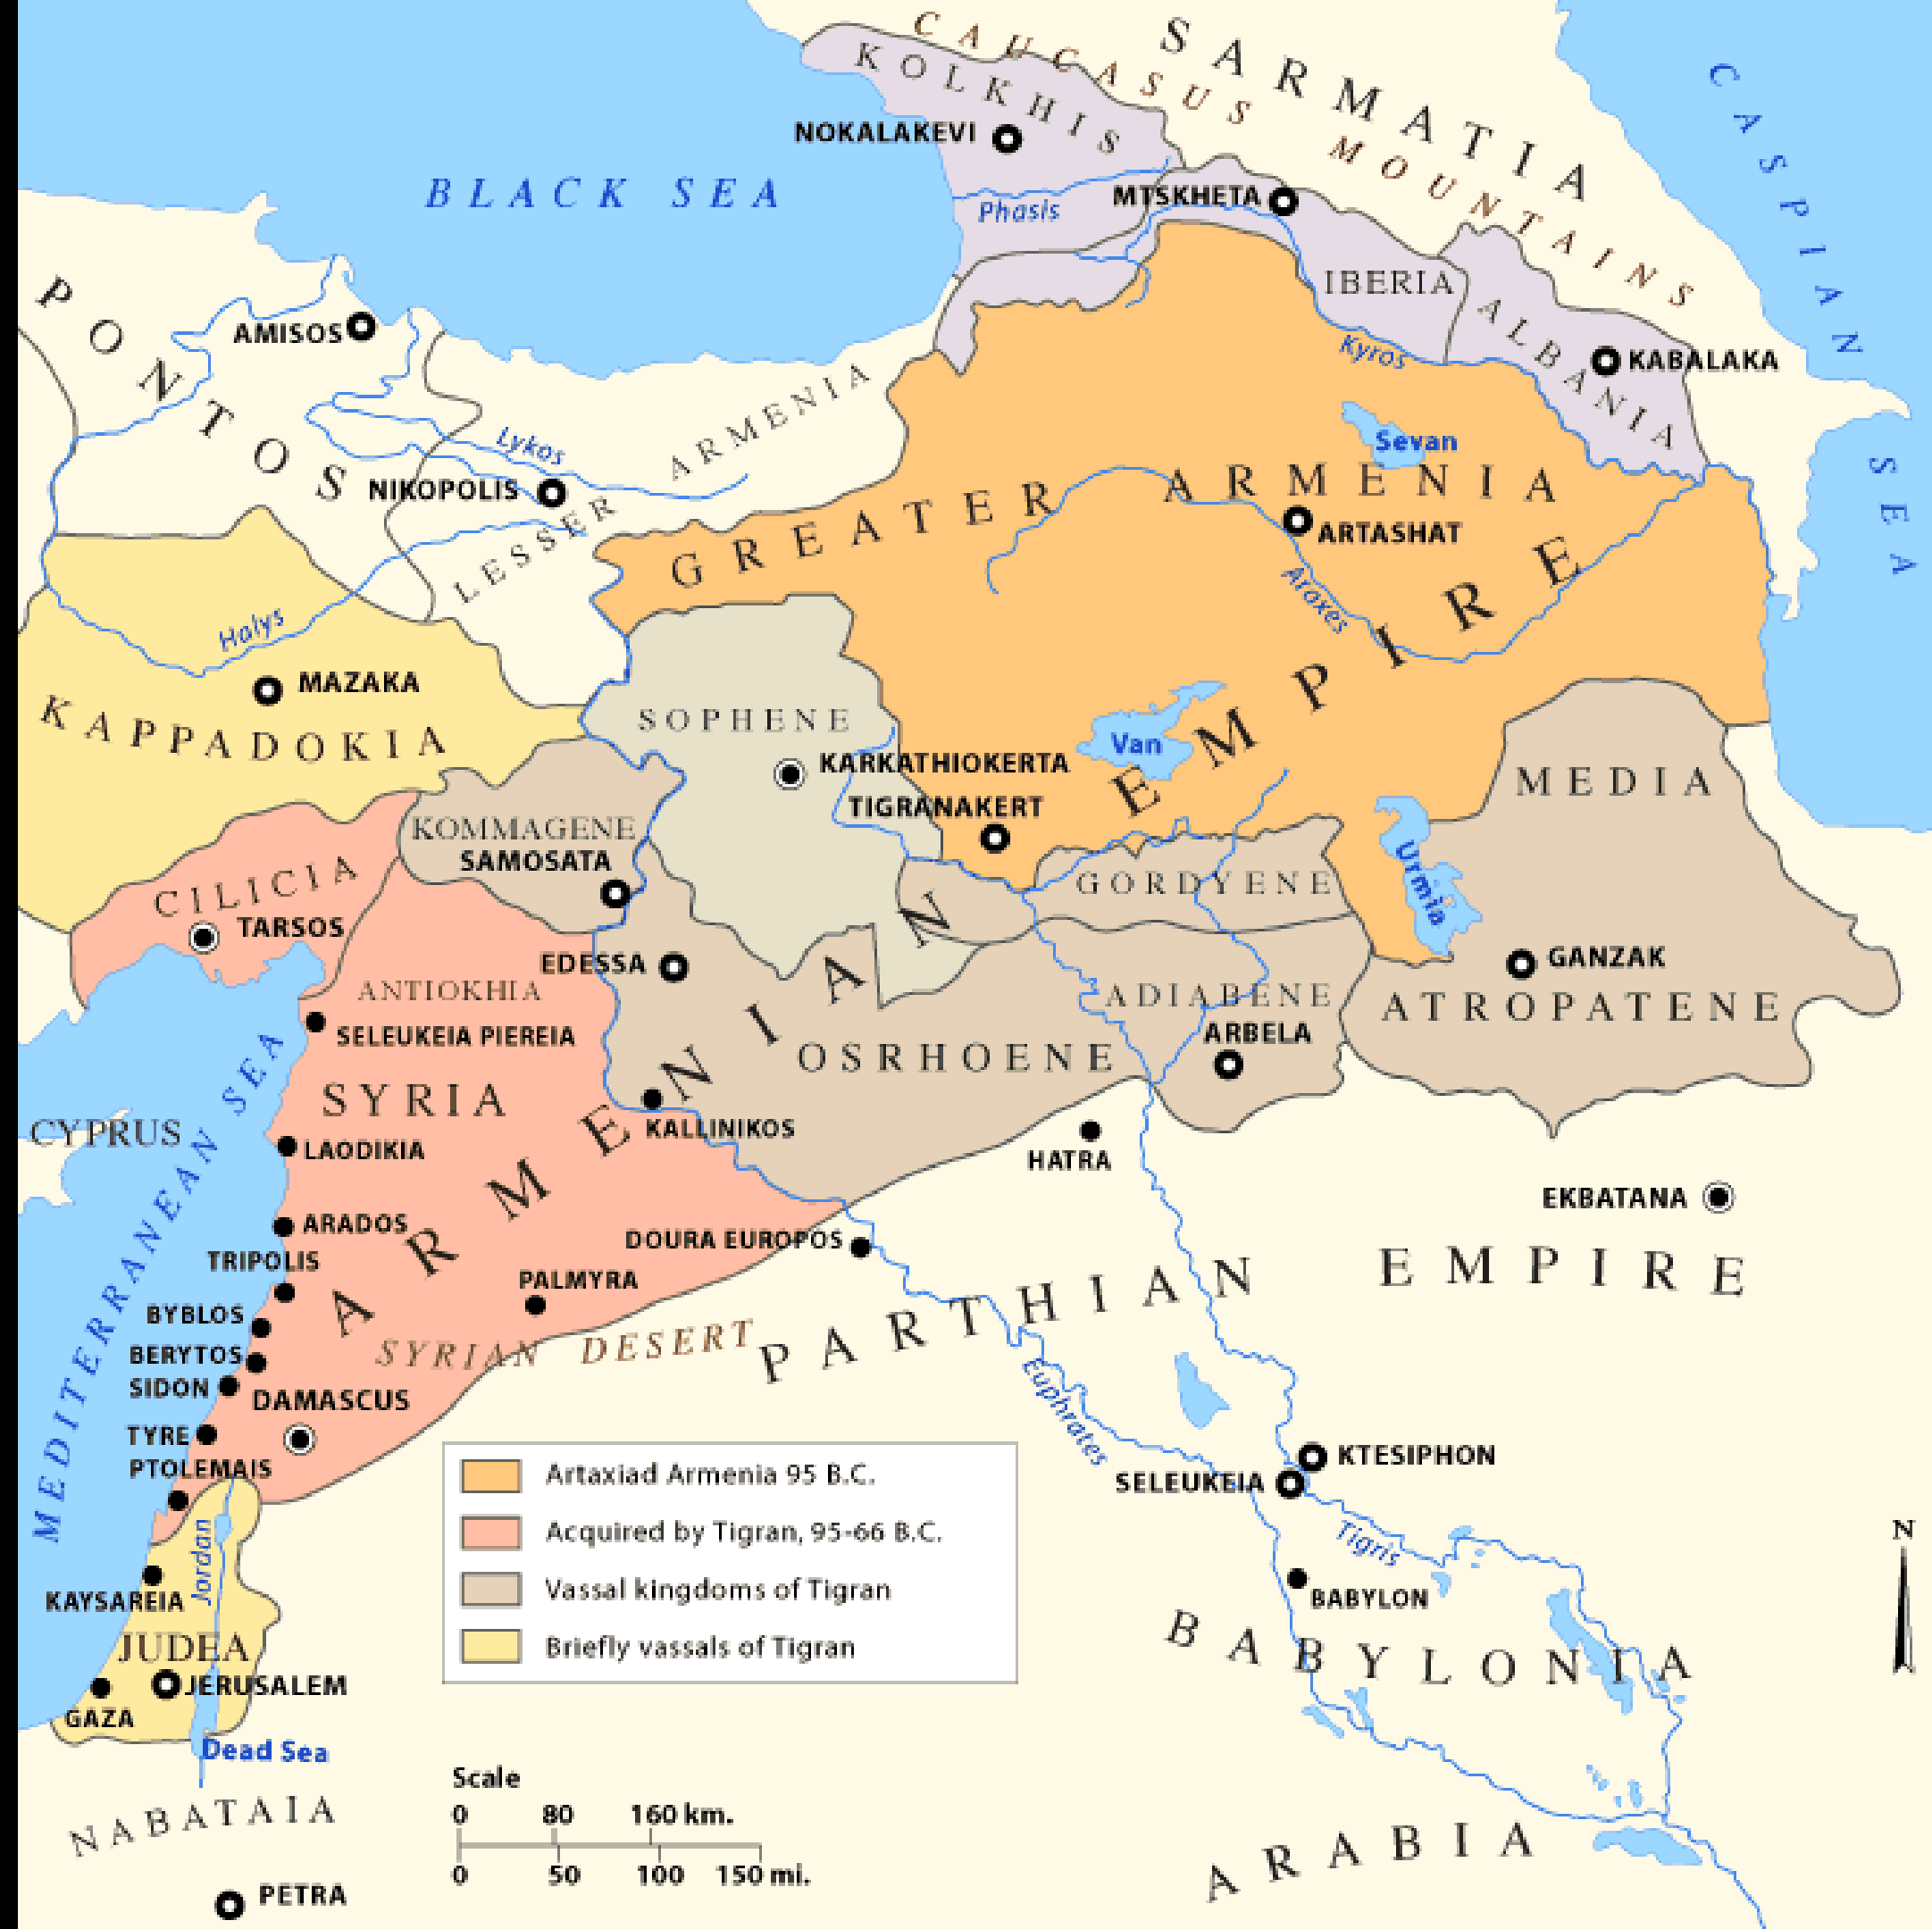 CAUCASUS MOUNTAINS
SARMATIA
KOLKHIS
CASPIAN SEA
NOKALAKEVI
BLACK SEA
Phasis
MTSKHETA
IBERIA
ALBANIA
PONTOS
AMISOS
Kyros
KABALAKA
Lykos
LESSER ARMENIA
Sevan
NIKOPOLIS
GREATER ARMENIA
ARTASHAT
Araxes
Halys
MAZAKA
KAPPADOKIA
SOPHENE
Van
KARKATHIOKERTA
TIGRANAKERT
MEDIA
ATROPATENE
KOMMAGENE
SAMOSATA
CILICIA
TARSOS
GORDYENE
Urmia
GANZAK
EDESSA
ANTIOKHIA
SELEUKEIA PIEREIA
ADIABENE
ARBELA
OSRHOENE
ARMENIAN EMPIRE
SYRIA
CYPRUS
MEDITERRANEAN SEA
KALLINIKOS
LAODIKIA
HATRA
EKBATANA
ARADOS
DOURA EUROPOS
TRIPOLIS
PALMYRA
PARTHIAN EMPIRE
BYBLOS
SYRIAN DESERT
BERYTOS
SIDON
DAMASCUS
Euphrates
TYRE
PTOLEMAIS
KTESIPHON
SELEUKEIA
Artaxiad Armenia 95 B.C.
Acquired by Tigran, 95-66 B.C.
Vassal kingdoms of Tigran
Briefly vassals of Tigran
Tigris
N
Jordan
KAYSAREIA
BABYLON
BABYLONIA
JUDEA
JERUSALEM
GAZA
Dead Sea
Scale
0 80 160 km.
0 50 100 150 mi.
NABATAIA
ARABIA
PETRA